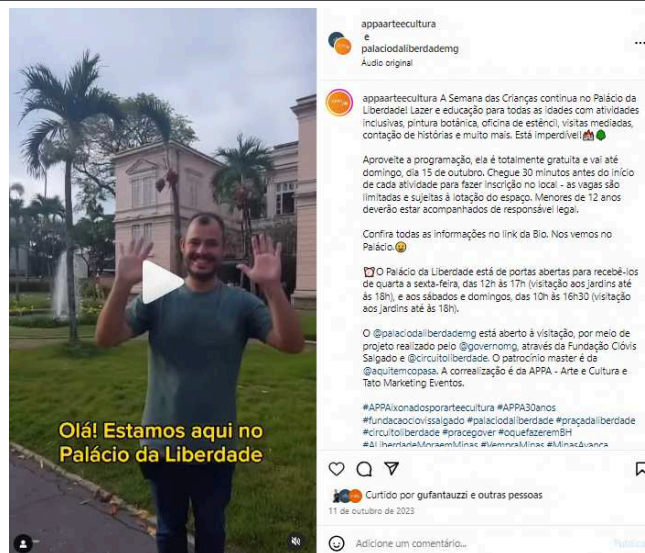 appaarteecultura
e
palaciodaliberdademg
Áudio original
...
appaarteecultura A Semana das Crianças continua no Palácio da
Liberdade! Lazer e educação para todas as idades com atividades
inclusivas, pintura botânica, oficina de estêncil, visitas mediadas,
contação de histórias e muito mais. Está imperdível!
Aproveite a programação, ela é totalmente gratuita e vai até
domingo, dia 15 de outubro. Chegue 30 minutos antes do início
de cada atividade para fazer inscrição no local - as vagas são
limitadas e sujeitas à lotação do espaço. Menores de 12 anos
deverão estar acompanhados de responsável legal.
Confira todas as informações no link da Bio. Nos vemos no
Palácio.
O Palácio da Liberdade está de portas abertas para recebê-los
de quarta a sexta-feira, das 12h às 17h (visitação aos jardins até
às 18h), e aos sábados e domingos, das 10h às 16h30 (visitação
aos jardins até às 18h).
O @palaciodaliberdademg está aberto à visitação, por meio de
projeto realizado pelo @governomg, através da Fundação Clóvis
Salgado e @circuitoliberdade. O patrocínio master é da
@aquitemcopasa. A correalização é da APPA - Arte e Cultura e
Tato Marketing Eventos.
#APPAixonadosporarteecultura #APPA30anos
#fundacaoclovissalgado #palaciodaliberdade #praçadaliberdade
#circuitoliberdade #pracegover #oquefazeremBH
#ALiberdadeMoraemMinas #VempraMinas #MinasAvança
Olá! Estamos aqui no
Palácio da Liberdade
Curtido por gufantauzzi e outras pessoas
11 de outubro de 2023
Adicione um comentário...
Publicar